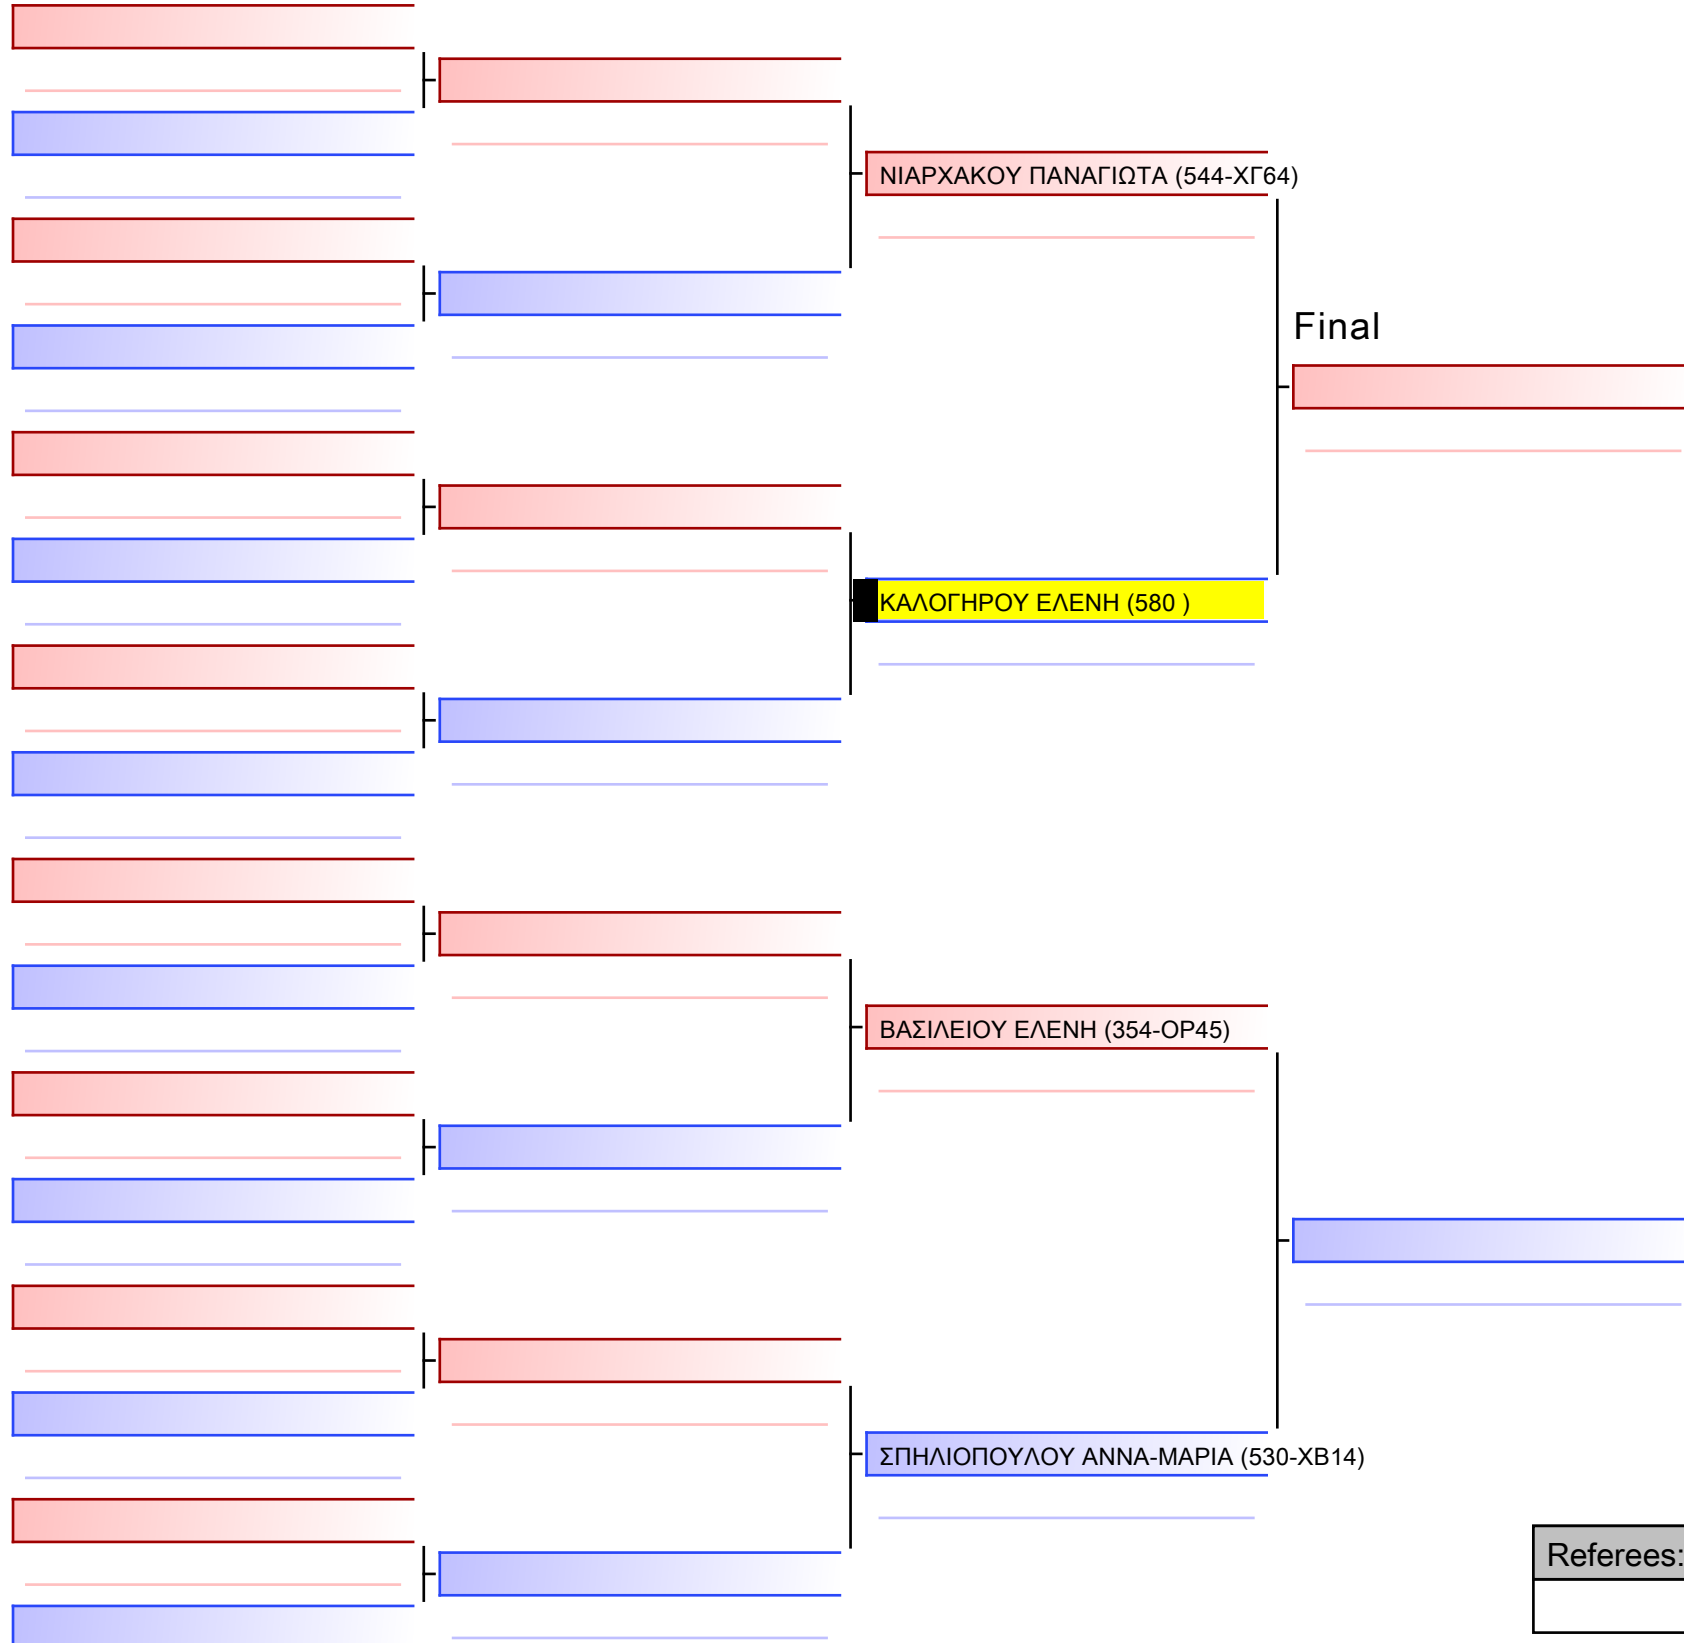 ΝΙΑΡΧΑΚΟΥ ΠΑΝΑΓΙΩΤΑ (544-ΧΓ64)
Final
ΚΑΛΟΓΗΡΟΥ ΕΛΕΝΗ (580 )
ΒΑΣΙΛΕΙΟΥ ΕΛΕΝΗ (354-ΟΡ45)
ΣΠΗΛΙΟΠΟΥΛΟΥ ΑΝΝΑ-ΜΑΡΙΑ (530-ΧΒ14)
Referees: